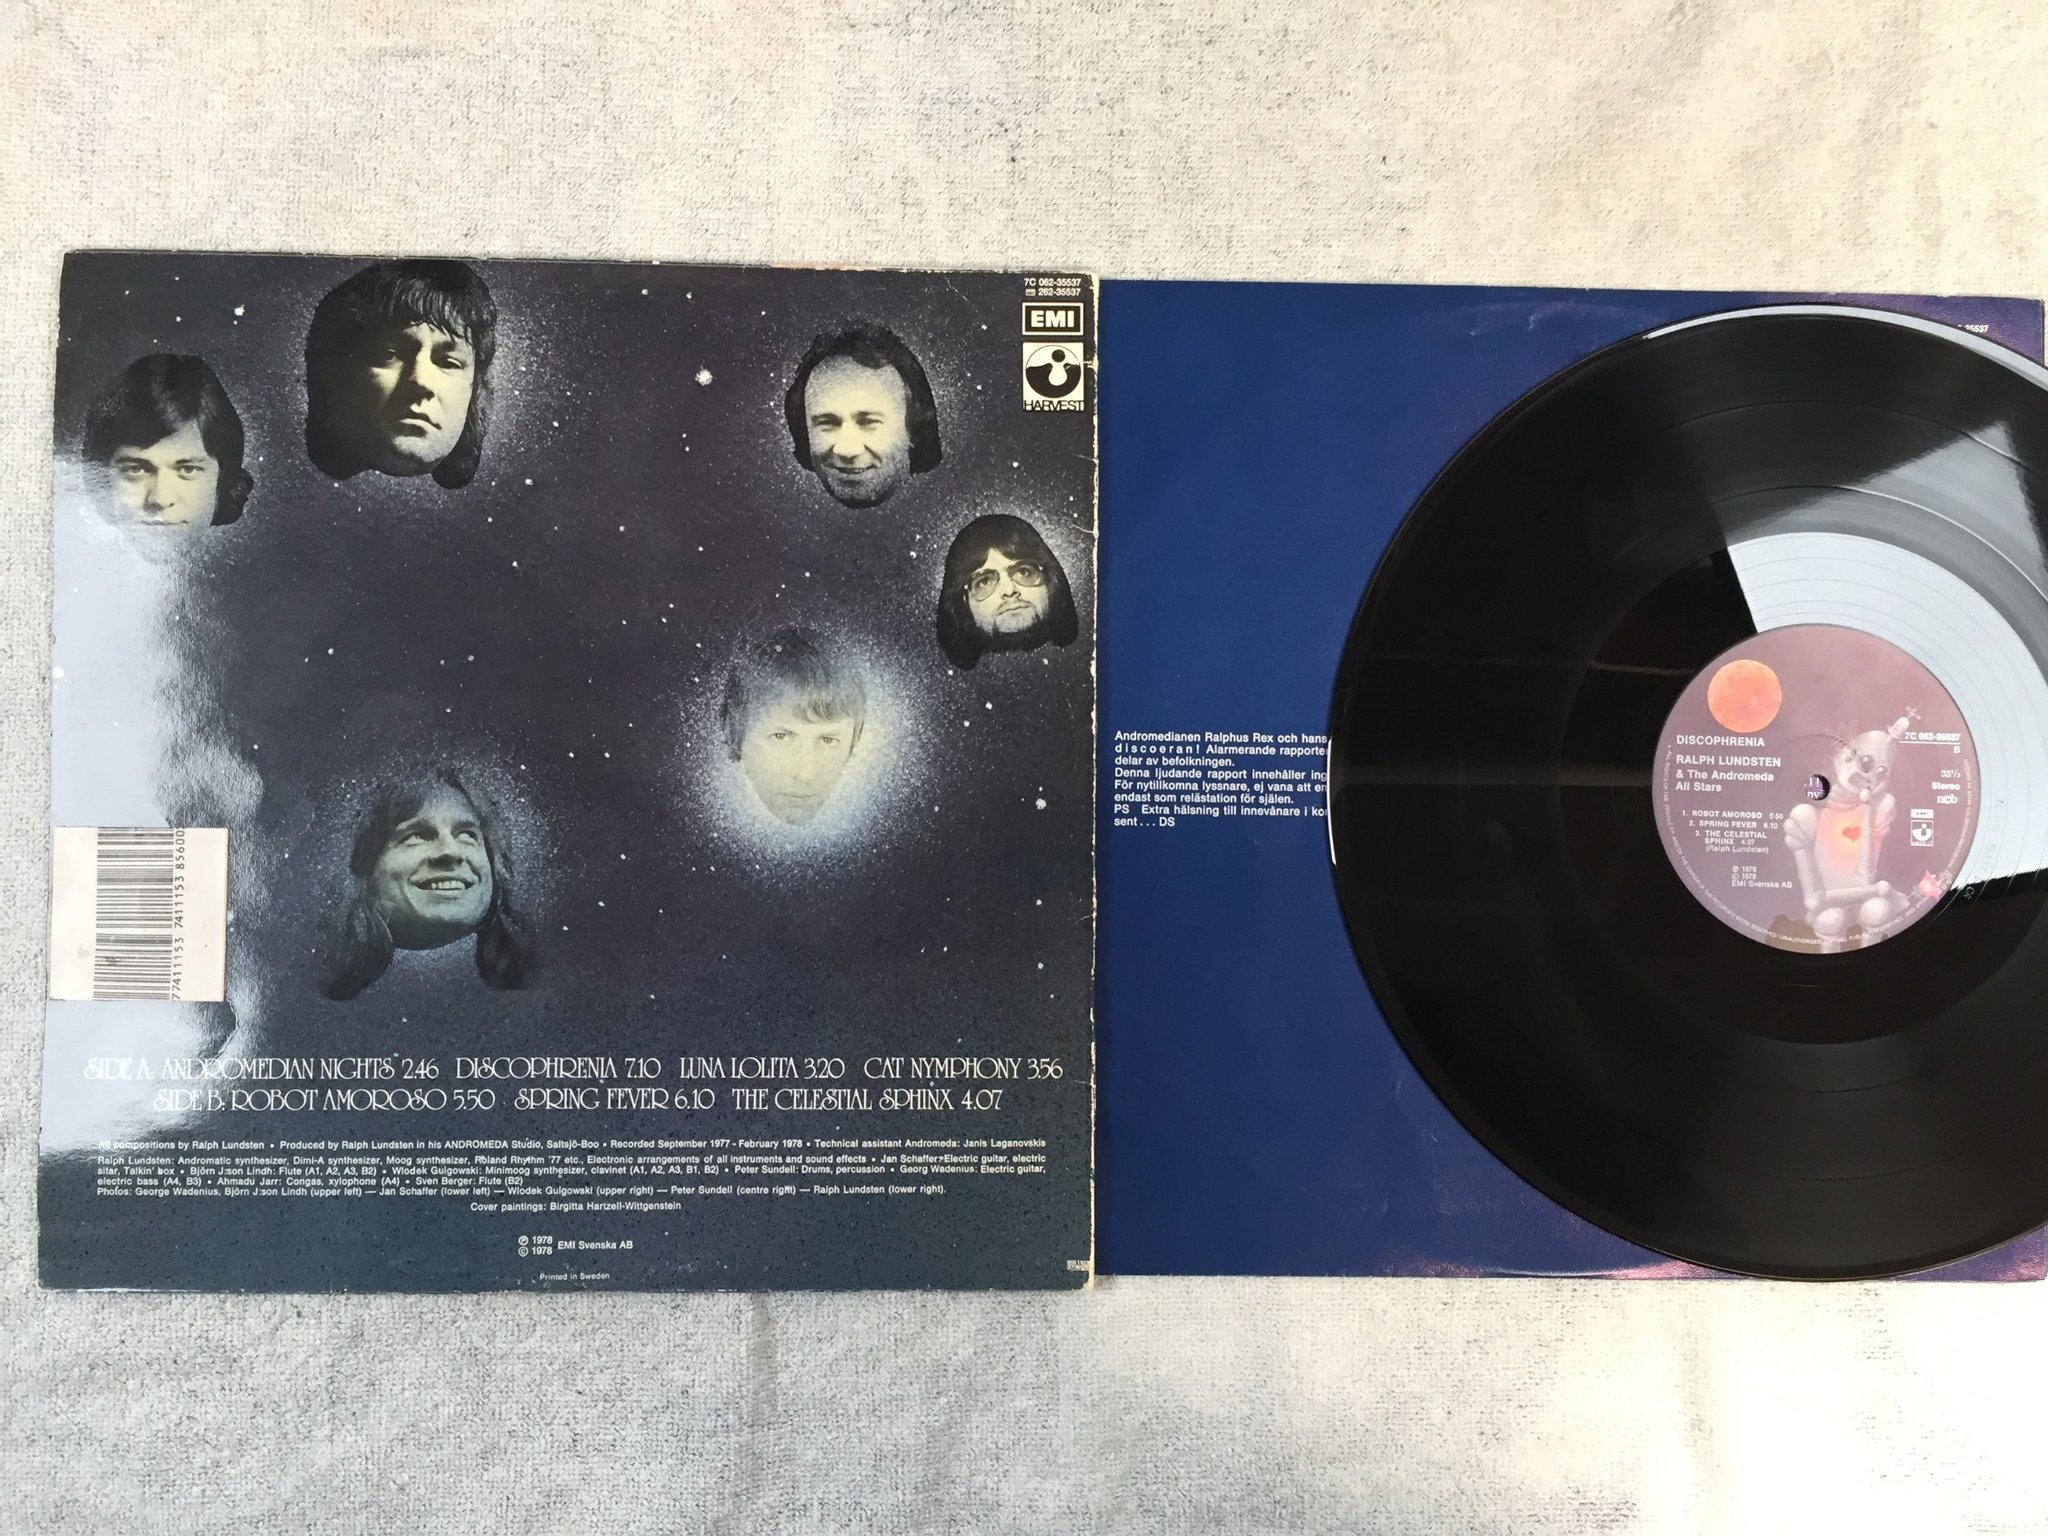 7C 062-35537
262-35537
EMI
HARVEST
SIDE A: ANDROMEDIAN NIGHTS 2.46 DISCOPHRENIA 7.10 LUNA LOLITA 3.20 CAT NYMPHONY 3.56
SIDE B: ROBOT AMOROSO 5.50 SPRING FEVER 6.10 THE CELESTIAL SPHINX 4.07
All compositions by Ralph Lundsten • Produced by Ralph Lundsten in his ANDROMEDA Studio, Saltsjö-Boo • Recorded September 1977 - February 1978 • Technical assistant Andromeda: Janis Laganovskis
Ralph Lundsten: Andromatic synthesizer, Dimi-A synthesizer, Moog synthesizer, Roland Rhythm '77 etc., Electronic arrangements of all instruments and sound effects • Jan Schaffer: Electric guitar, electric
sitar, Talkin' box • Björn J:son Lindh: Flute (A1, A2, A3, B2) • Wlodek Gulgowski: Minimoog synthesizer, clavinet (A1, A2, A3, B1, B2) • Peter Sundell: Drums, percussion • Georg Wadenius: Electric guitar,
electric bass (A4, B3) • Ahmadu Jarr: Congas, xylophone (A4) • Sven Berger: Flute (B2)
Photos: George Wadenius, Björn J:son Lindh (upper left) — Jan Schaffer (lower left) — Wlodek Gulgowski (upper right) — Peter Sundell (centre right) — Ralph Lundsten (lower right).
Cover paintings: Birgitta Hartzell-Wittgenstein
℗ 1978
© 1978 EMI Svenska AB
Printed in Sweden
Andromedianen Ralphus Rex och hans
discoeran! Alarmerande rapporte
delar av befolkningen.
Denna ljudande rapport innehåller ing
För nytillkomna lyssnare, ej vana att en
endast som relästation för själen.
PS Extra hälsning till innevånare i ko
sent... DS
35537
DISCOPHRENIA
RALPH LUNDSTEN
& The Andromeda
All Stars
7C 062-35537
B
33 1/3
Stereo
ncb
EMI
1. ROBOT AMOROSO 5.50
2. SPRING FEVER 6.10
3. THE CELESTIAL
SPHINX 4.07
(Ralph Lundsten)
℗ 1978
© 1978
EMI Svenska AB